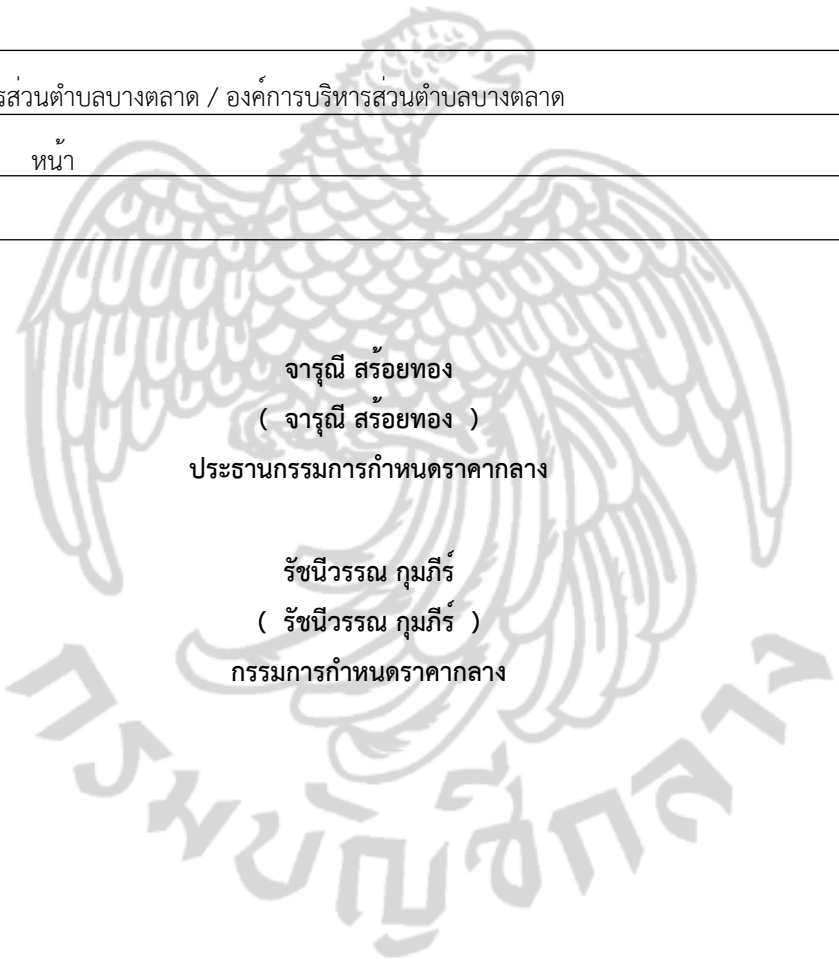 รส่วนตำบลบางตลาด / องค์การบริหารส่วนตำบลบางตลาด
หน้า
จารุณี สร้อยทอง
( จารุณี สร้อยทอง )
ประธานกรรมการกำหนดราคากลาง
รัชนีวรรณ กุมภีร์
( รัชนีวรรณ กุมภีร์ )
กรรมการกำหนดราคากลาง
กรมบัญชีกลาง